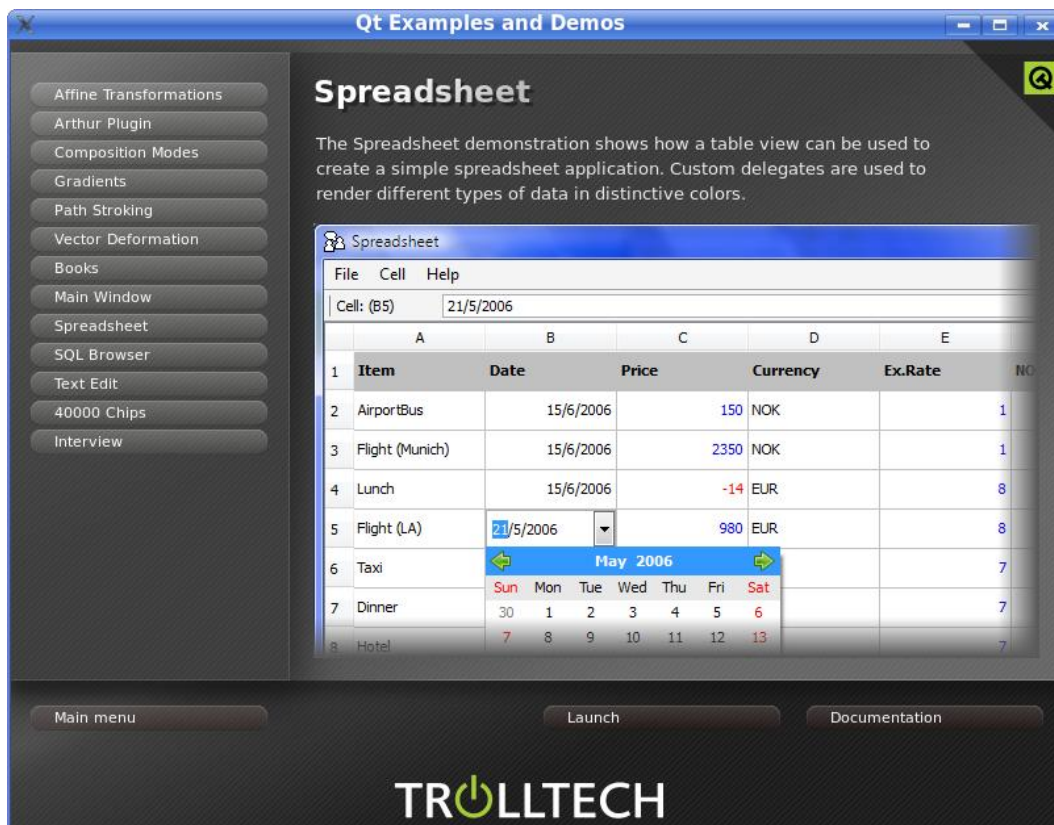 Qt Examples and Demos
Affine Transformations
Arthur Plugin
Composition Modes
Gradients
Path Stroking
Vector Deformation
Books
Main Window
Spreadsheet
SQL Browser
Text Edit
40000 Chips
Interview
Spreadsheet
The Spreadsheet demonstration shows how a table view can be used to
create a simple spreadsheet application. Custom delegates are used to
render different types of data in distinctive colors.
Spreadsheet
File Cell Help
Cell: (B5) 21/5/2006
A B C D E
1 Item Date Price Currency Ex.Rate NO
2 AirportBus 15/6/2006 150 NOK 1
3 Flight (Munich) 15/6/2006 2350 NOK 1
4 Lunch 15/6/2006 -14 EUR 8
5 Flight (LA) 21/5/2006 980 EUR 8
6 Taxi May 2006 7
Sun Mon Tue Wed Thu Fri Sat
7 Dinner 30 1 2 3 4 5 6 7
8 Hotel 7 8 9 10 11 12 13 7
Main menu Launch Documentation
TROLLTECH